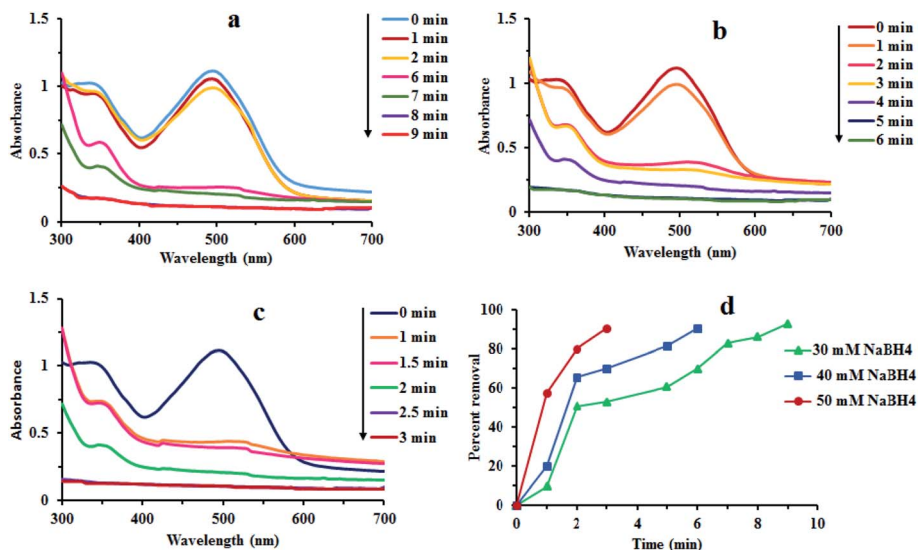 a
1.5
1
0.5
0
300
400
500
600
700
Absorbance
Wavelength (nm)
0 min
1 min
2 min
6 min
7 min
8 min
9 min
b
1.5
1
0.5
0
300
400
500
600
700
Absorbance
Wavelength (nm)
0 min
1 min
2 min
3 min
4 min
5 min
6 min
c
1.5
1
0.5
0
300
400
500
600
700
Absorbance
Wavelength (nm)
0 min
1 min
1.5 min
2 min
2.5 min
3 min
d
100
80
60
40
20
0
0
2
4
6
8
10
Percent removal
Time (min)
30 mM NaBH4
40 mM NaBH4
50 mM NaBH4